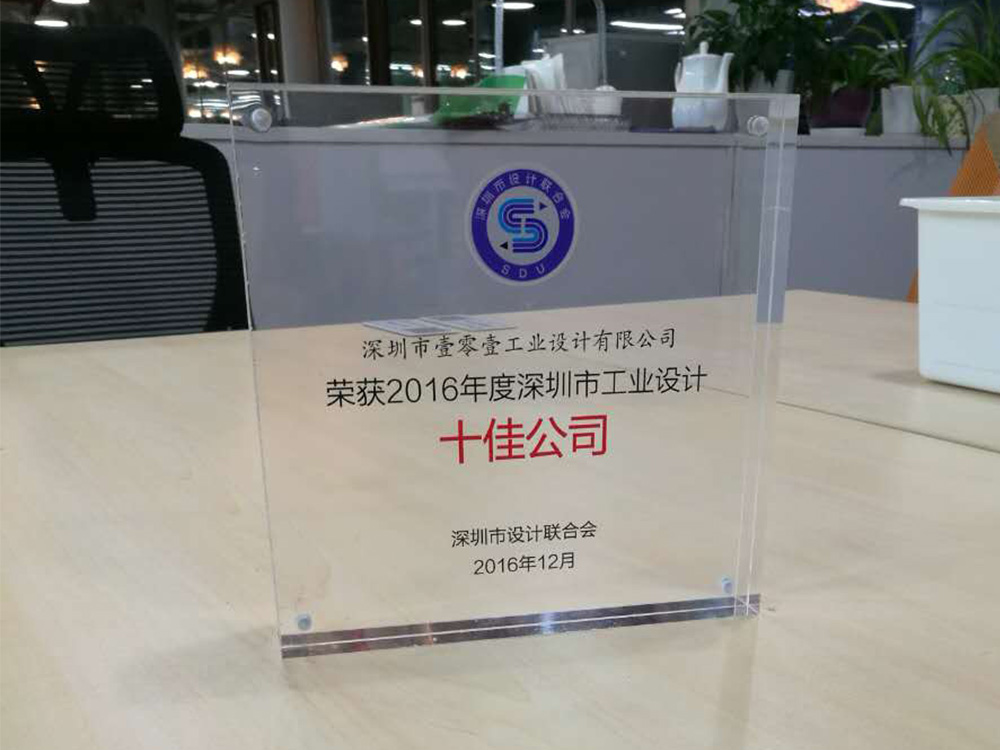 深圳市设计联合会
SDU
深圳市壹零壹工业设计有限公司
荣获2016年度深圳市工业设计
十佳公司
深圳市设计联合会
2016年12月